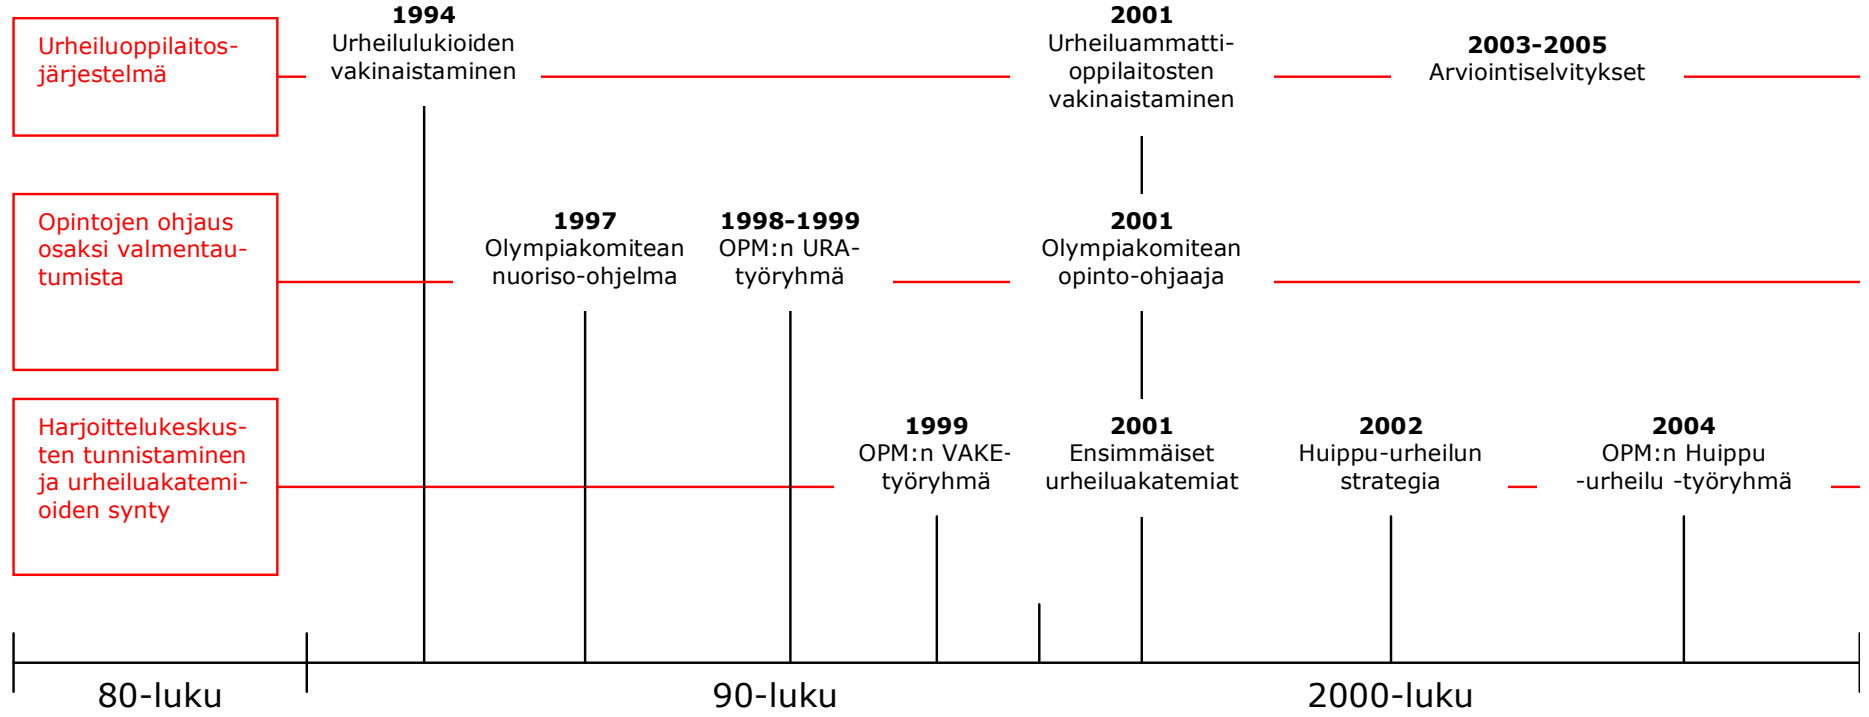 Urheiluoppilaitos-
järjestelmä
1994
Urheilulukioiden
vakinaistaminen
2001
Urheiluammatti-
oppilaitosten
vakinaistaminen
2003-2005
Arviointiselvitykset
Opintojen ohjaus
osaksi valmentau-
tumista
1997
Olympiakomitean
nuoriso-ohjelma
1998-1999
OPM:n URA-
työryhmä
2001
Olympiakomitean
opinto-ohjaaja
Harjoittelukeskus-
ten tunnistaminen
ja urheiluakatemi-
oiden synty
1999
OPM:n VAKE-
työryhmä
2001
Ensimmäiset
urheiluakatemiat
2002
Huippu-urheilun
strategia
2004
OPM:n Huippu
-urheilu -työryhmä
80-luku
90-luku
2000-luku